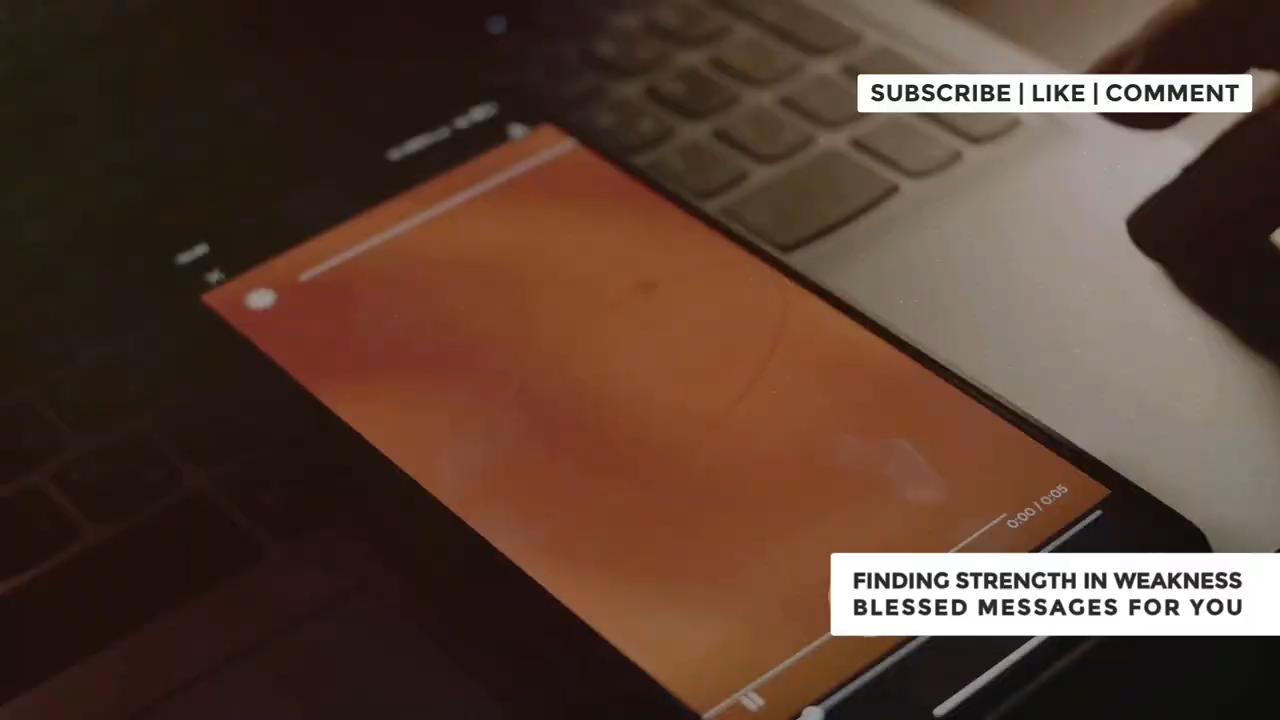 SUBSCRIBE | LIKE | COMMENT
0:00 / 0:05
FINDING STRENGTH IN WEAKNESS
BLESSED MESSAGES FOR YOU